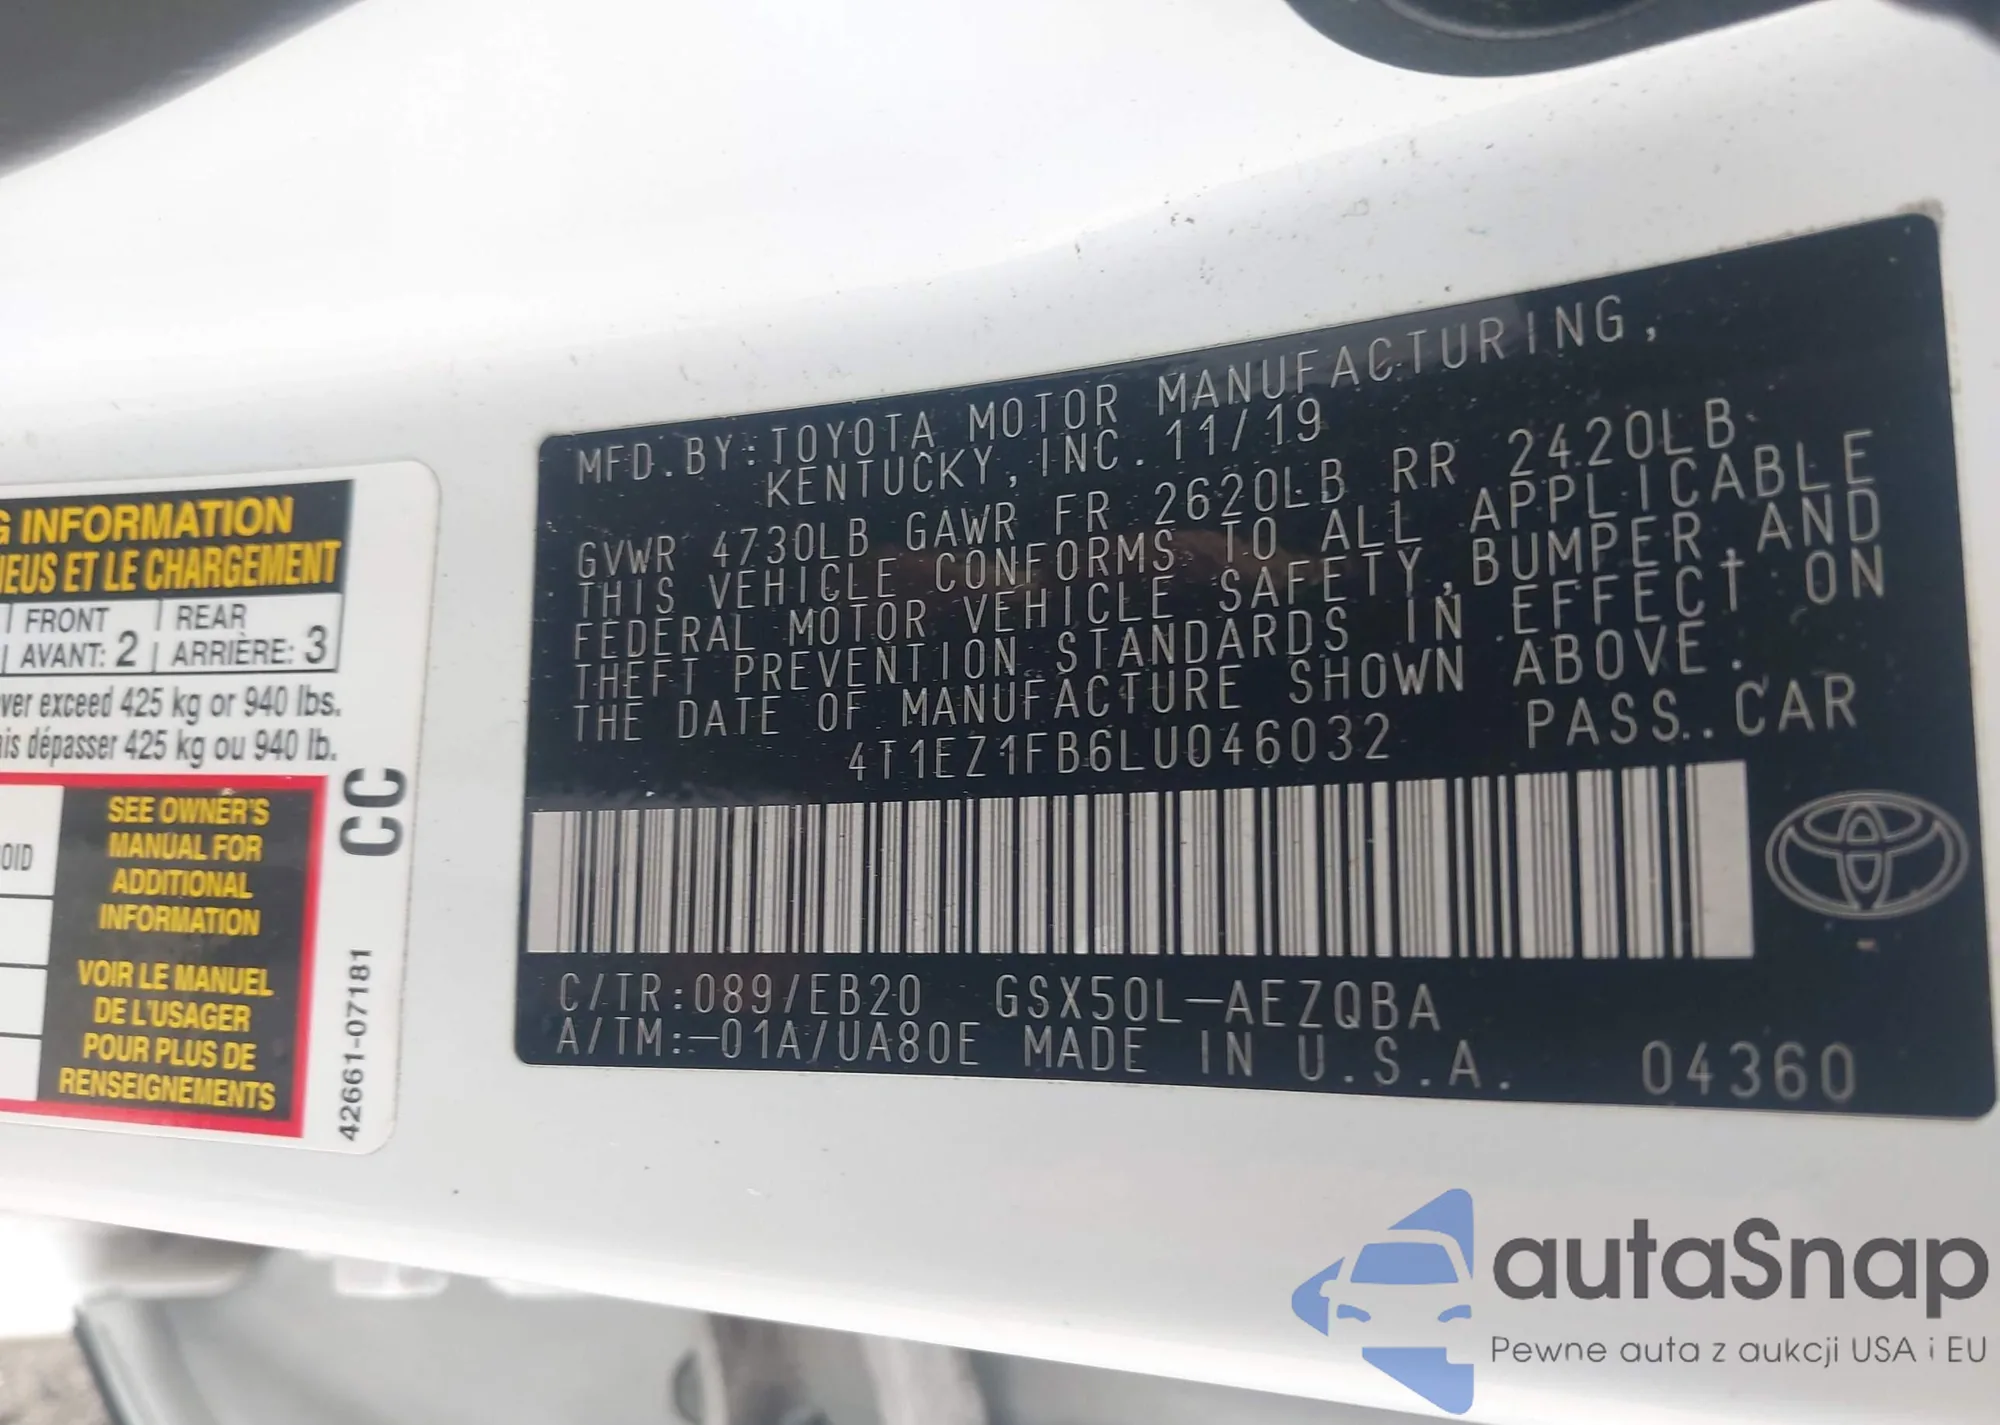 G INFORMATION
IEUS ET LE CHARGEMENT
FRONT
AVANT: 2
REAR
ARRIÈRE: 3
ver exceed 425 kg or 940 lbs.
is dépasser 425 kg ou 940 lb.
OID
SEE OWNER'S
MANUAL FOR
ADDITIONAL
INFORMATION
VOIR LE MANUEL
DE L'USAGER
POUR PLUS DE
RENSEIGNEMENTS
CC
42661-07181
MFD.BY:TOYOTA MOTOR MANUFACTURING,
KENTUCKY, INC. 11/19
GVWR 4730LB GAWR FR 2620LB RR 2420LB
THIS VEHICLE CONFORMS TO ALL APPLICABLE
FEDERAL MOTOR VEHICLE SAFETY, BUMPER, AND
THEFT PREVENTION STANDARDS IN EFFECT ON
THE DATE OF MANUFACTURE SHOWN ABOVE.
4T1EZ1FB6LU046032 PASS. CAR
C/TR:089/EB20 GSX50L-AEZQBA
A/TM:-01A/UA80E MADE IN U.S.A. 04360
autaSnap
Pewne auta z aukcji USA i EU